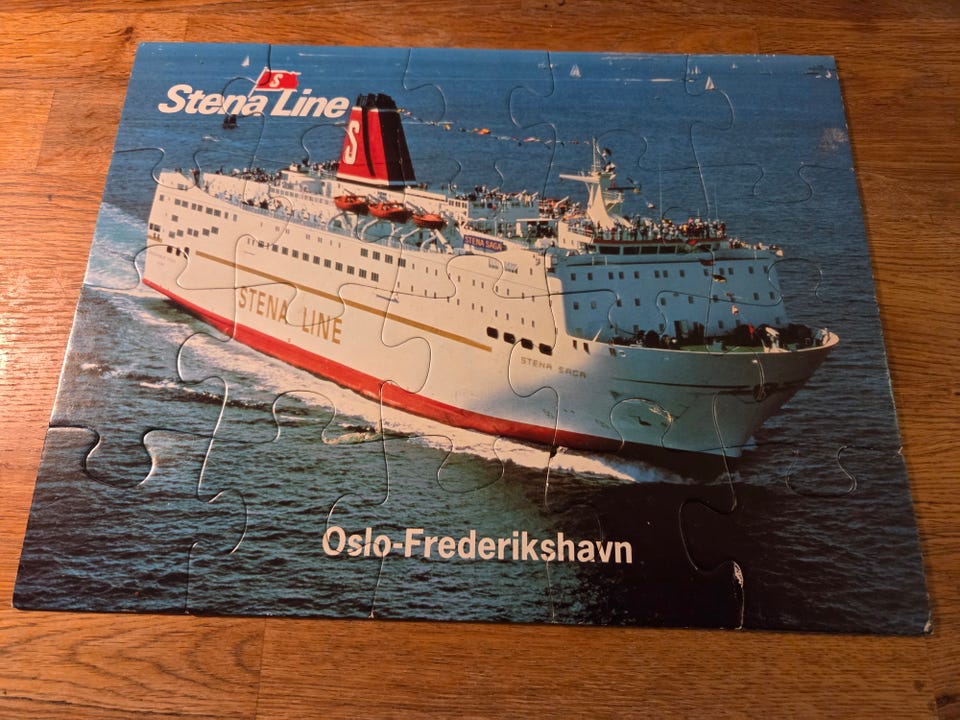 S
Stena Line
S
STENA SAGA
STENA LINE
STENA SAGA
Oslo-Frederikshavn